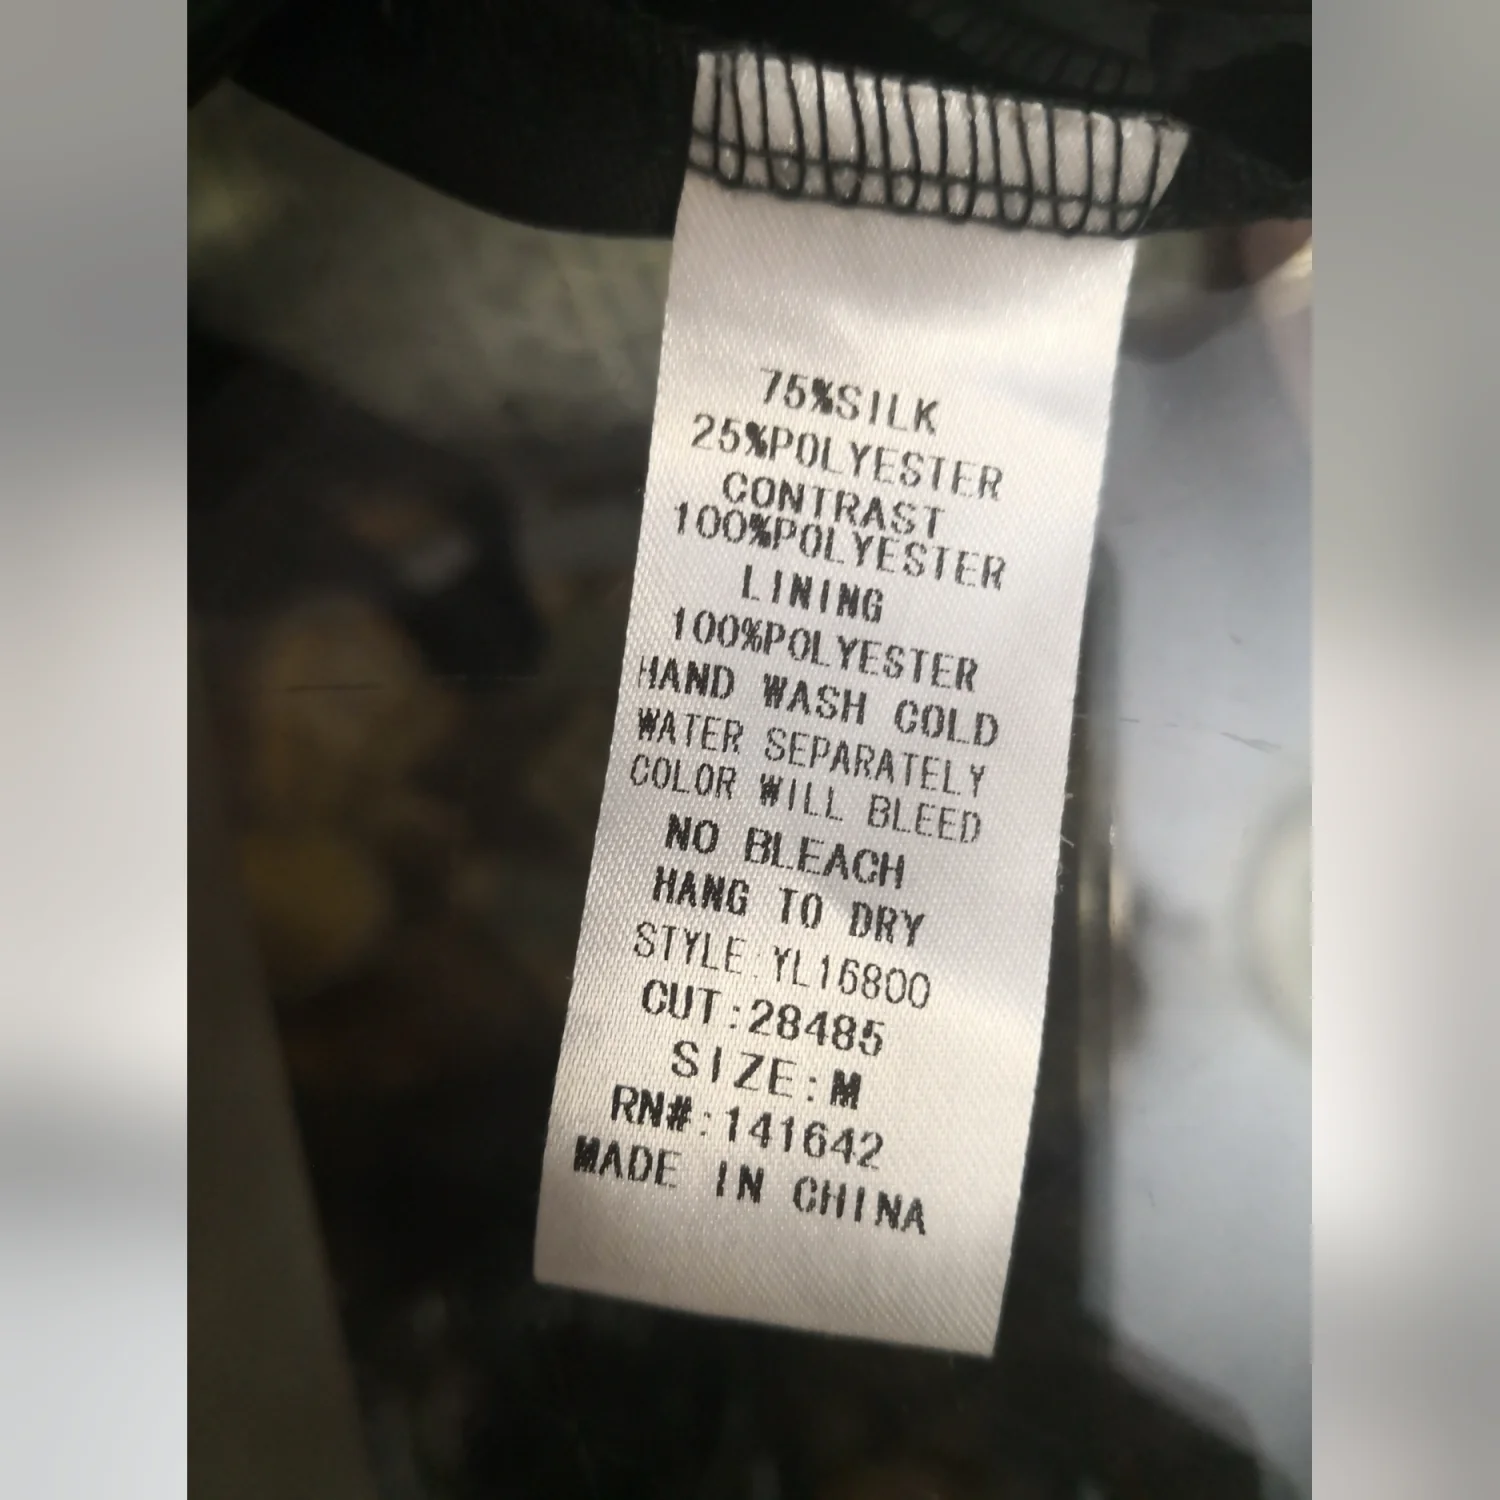 75%SILK
25%POLYESTER
CONTRAST
100%POLYESTER
LINING
100%POLYESTER
HAND WASH COLD
WATER SEPARATELY
COLOR WILL BLEED
NO BLEACH
HANG TO DRY
STYLE:YL16800
CUT:28485
SIZE:M
RN#:141642
MADE IN CHINA